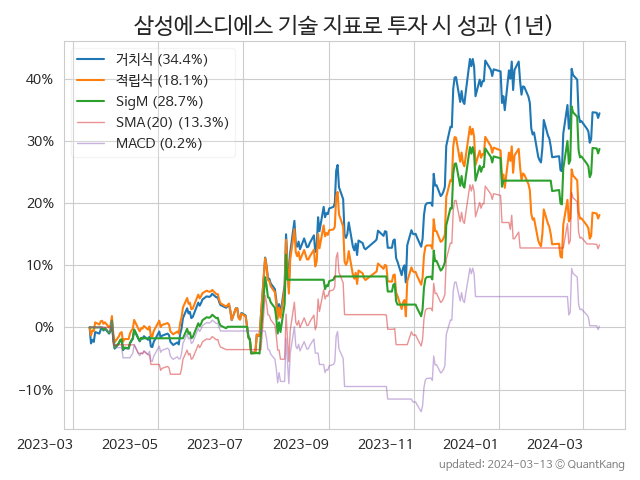 삼성에스디에스 기술 지표로 투자 시 성과 (1년)
거치식 (34.4%)
적립식 (18.1%)
SigM (28.7%)
SMA(20) (13.3%)
MACD (0.2%)
40%
30%
20%
10%
0%
−10%
2023-03 2023-05 2023-07 2023-09 2023-11 2024-01 2024-03
updated: 2024-03-13 © QuantKang